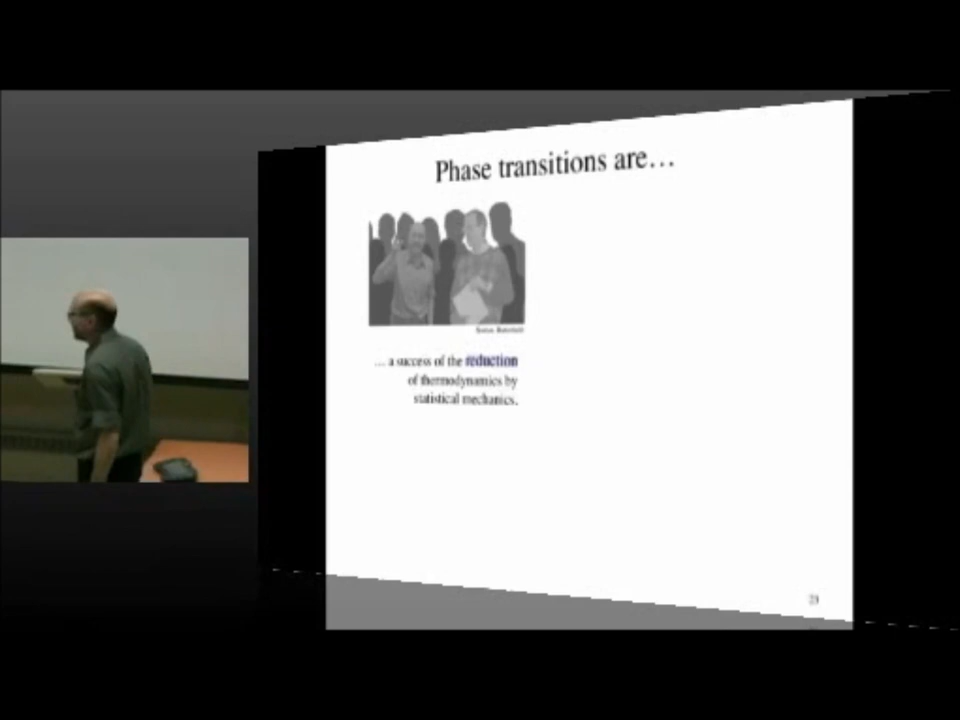 Phase transitions are…
… a success of the reduction
of thermodynamics by
statistical mechanics.